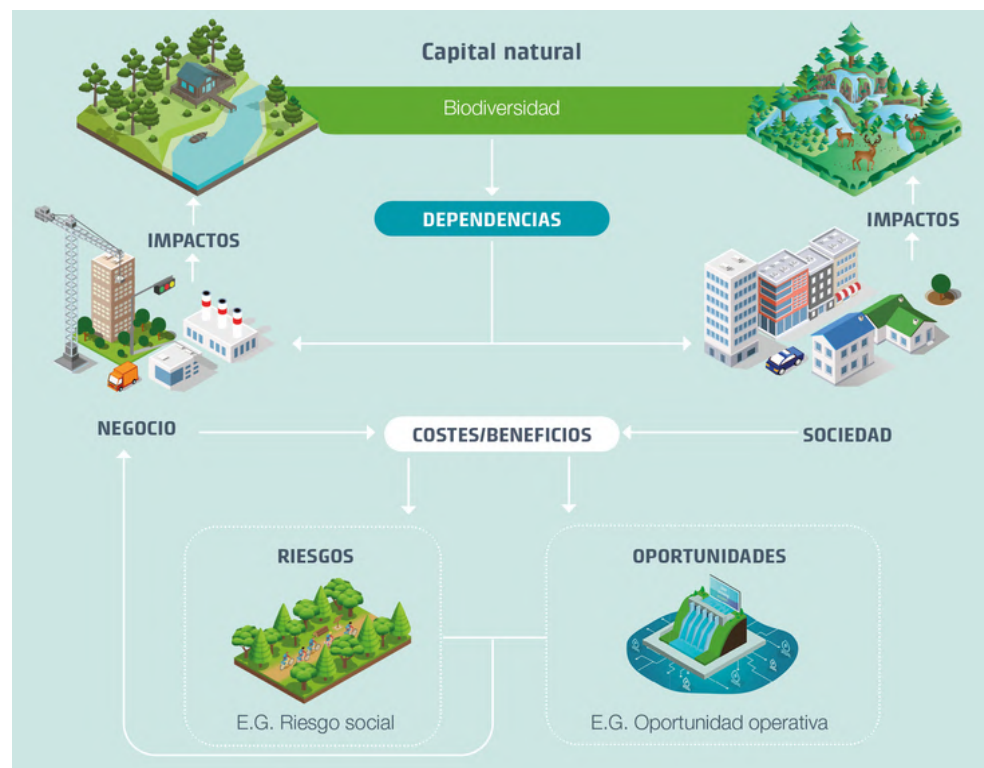 Capital natural
Biodiversidad
DEPENDENCIAS
IMPACTOS
IMPACTOS
NEGOCIO
COSTES/BENEFICIOS
SOCIEDAD
RIESGOS
OPORTUNIDADES
E.G. Riesgo social
E.G. Oportunidad operativa